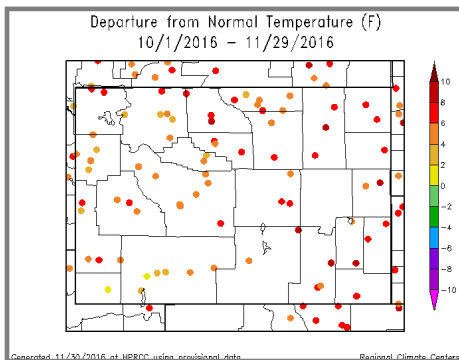 Departure from Normal Temperature (F)
10/1/2016 – 11/29/2016
10
8
6
4
2
0
-2
-4
-6
-8
-10
Generated 11/30/2016 at HPRCC using provisional data.
Regional Climate Centers